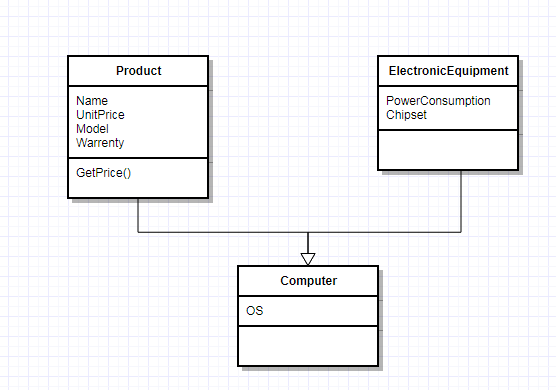 Product
Name
UnitPrice
Model
Warrenty
GetPrice()
ElectronicEquipment
PowerConsumption
Chipset
Computer
OS